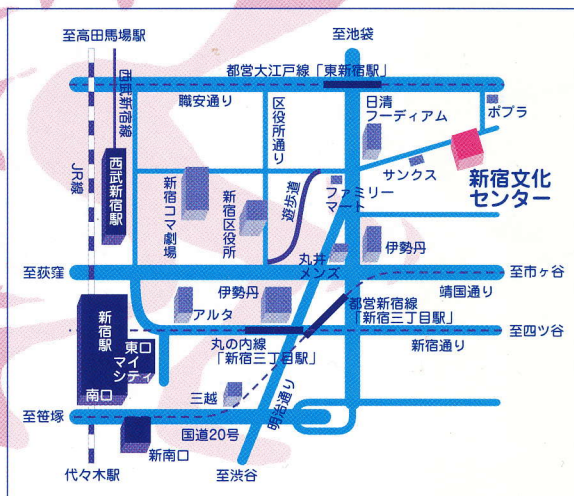 至高田馬場駅
至池袋
都営大江戸線「東新宿駅」
西武新宿線
職安通り
区役所通り
日清
フーディアム
ポプラ
JR線
西武新宿駅
新宿コマ劇場
新宿区役所
遊歩道
ファミリー
マート
サンクス
新宿文化
センター
丸井
メンズ
伊勢丹
至荻窪
至市ヶ谷
靖国通り
伊勢丹
アルタ
都営新宿線
「新宿三丁目駅」
新宿駅
東口
マイ
シティ
丸の内線
「新宿三丁目駅」
至四ツ谷
新宿通り
南口
三越
明治通り
至笹塚
国道20号
新南口
代々木駅
至渋谷